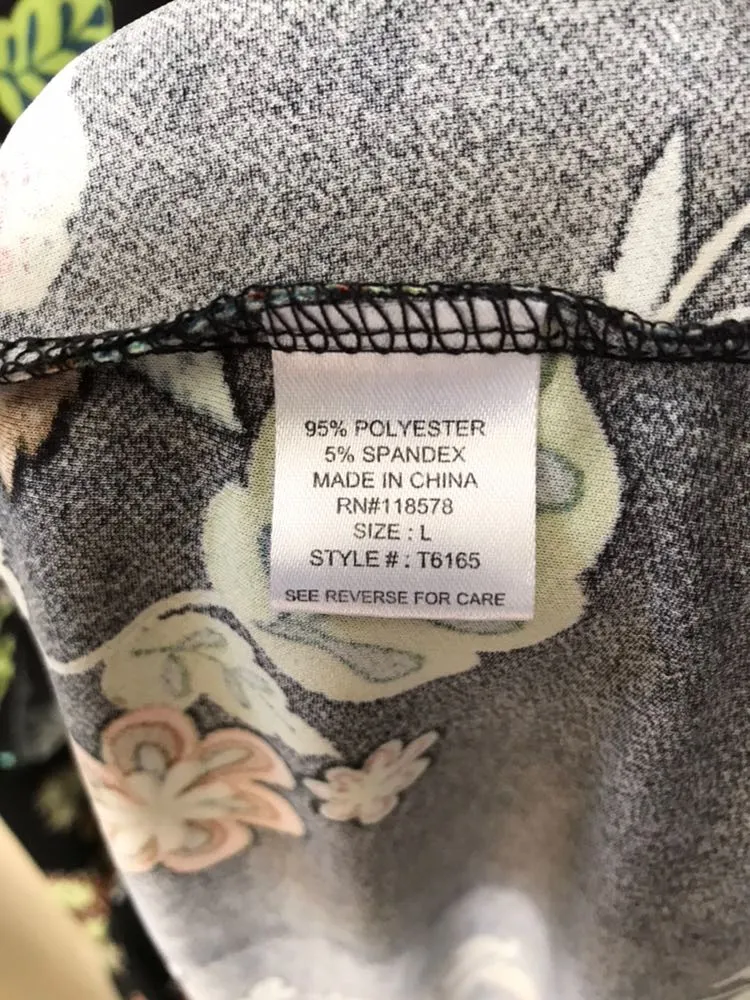 95% POLYESTER
5% SPANDEX
MADE IN CHINA
RN#118578
SIZE : L
STYLE # : T6165
SEE REVERSE FOR CARE